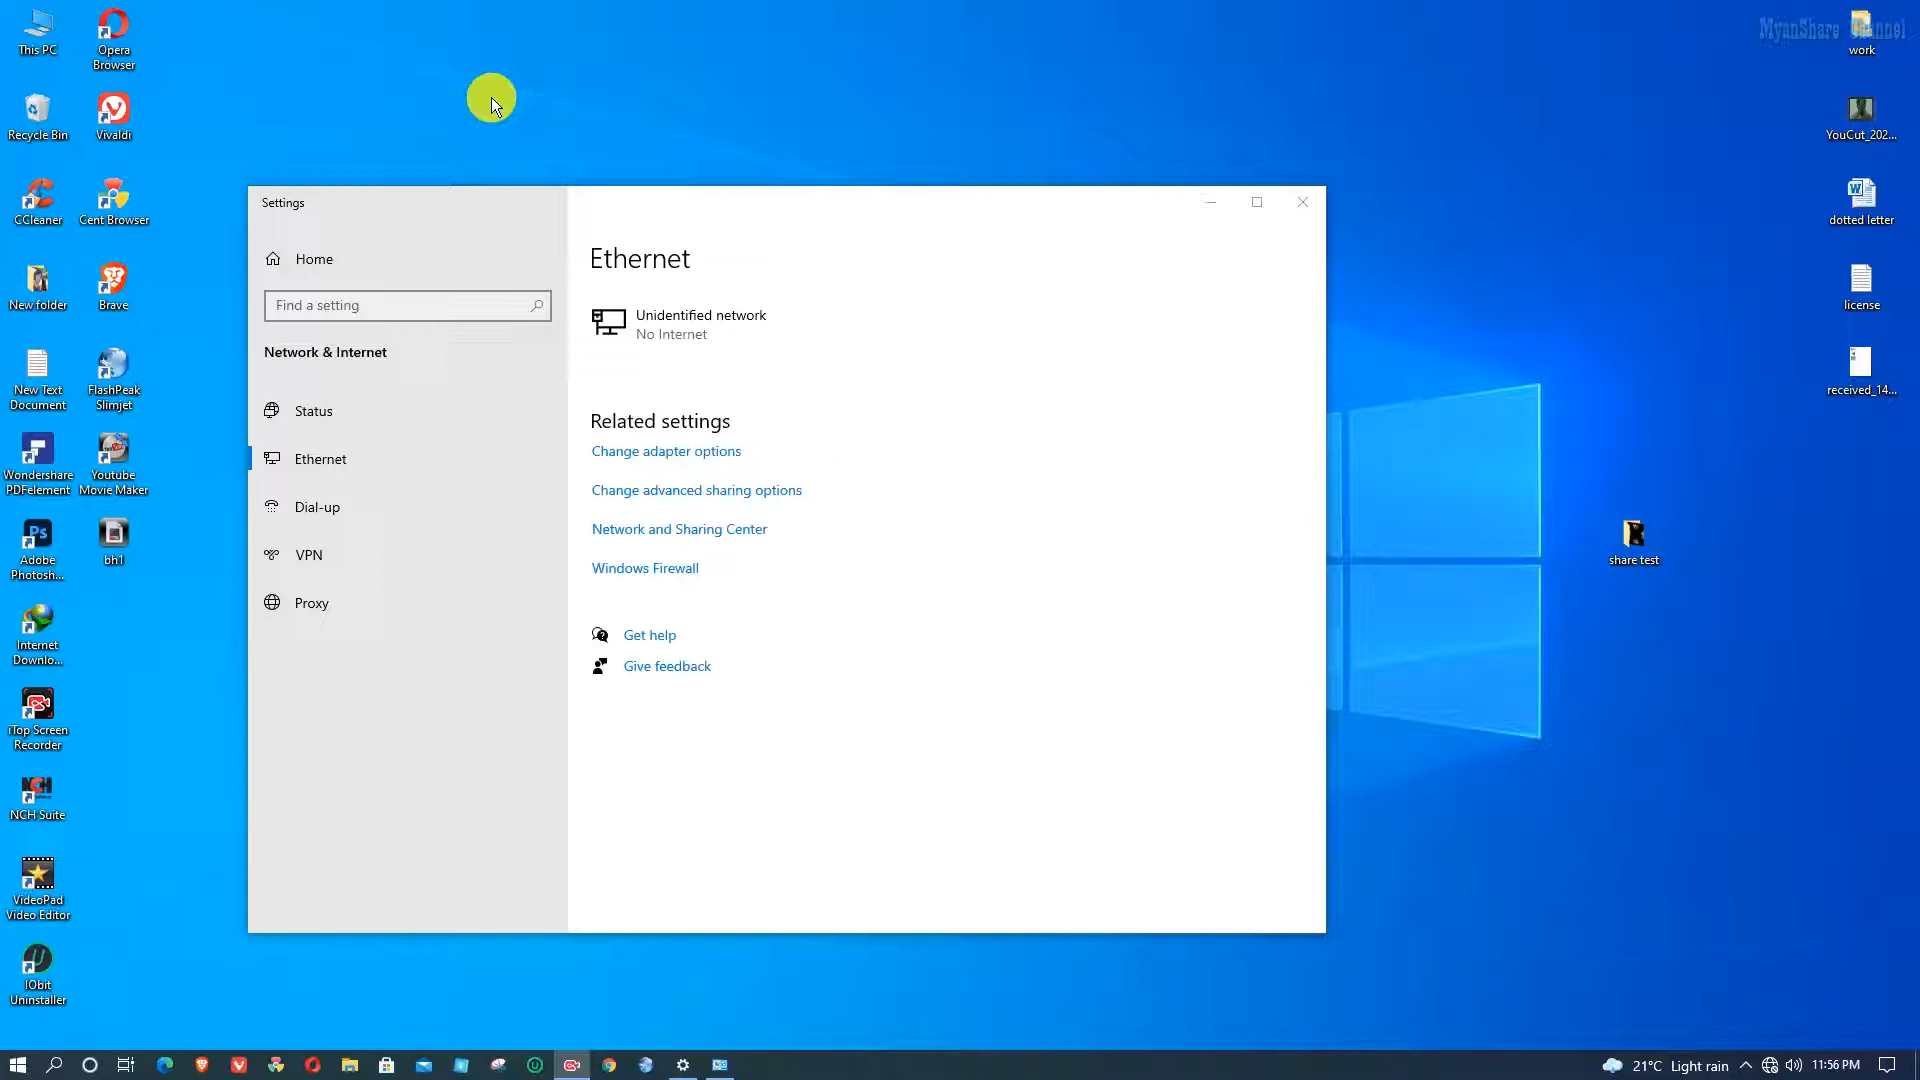 This PC
Opera
Browser
Recycle Bin
Vivaldi
CCleaner
Cent Browser
New folder
Brave
New Text
Document
FlashPeak
Slimjet
Wondershare
PDFelement
Youtube
Movie Maker
Adobe
Photosh...
bh1
Internet
Downlo...
iTop Screen
Recorder
NCH Suite
VideoPad
Video Editor
IObit
Uninstaller
Settings
Home
Find a setting
Network & Internet
Status
Ethernet
Dial-up
VPN
Proxy
Ethernet
Unidentified network
No Internet
Related settings
Change adapter options
Change advanced sharing options
Network and Sharing Center
Windows Firewall
Get help
Give feedback
MyanShare Channel
work
YouCut_202...
dotted letter
license
received_14...
share test
21°C Light rain
11:56 PM